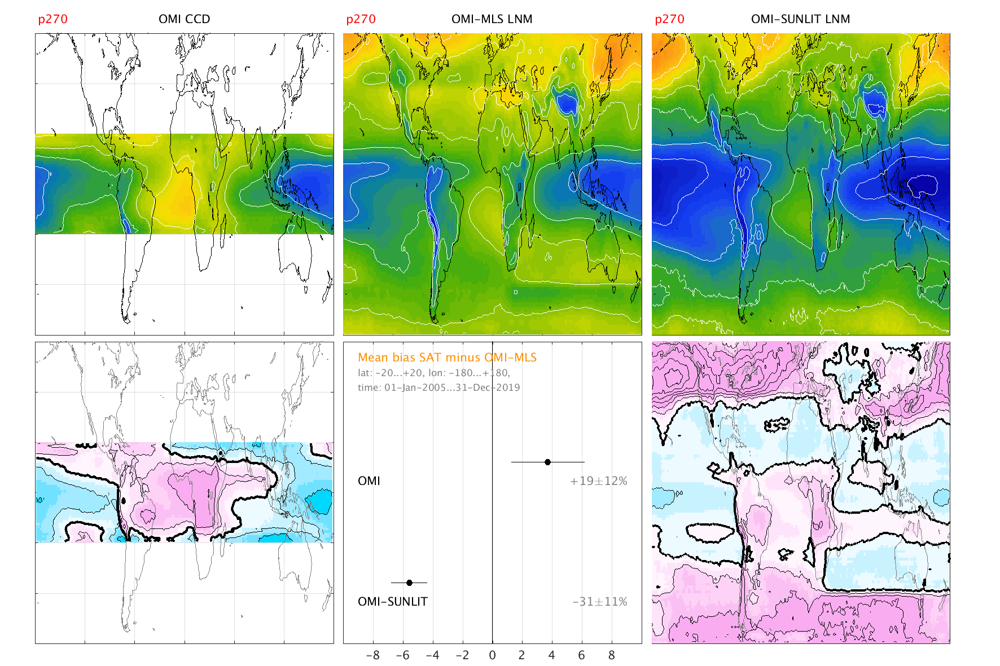 p270 OMI CCD
p270 OMI-MLS LNM
p270 OMI-SUNLIT LNM
Mean bias SAT minus OMI-MLS
lat: -20...+20, lon: -180...+180,
time: 01-Jan-2005...31-Dec-2019
OMI +19±12%
OMI-SUNLIT -31±11%
-8 -6 -4 -2 0 2 4 6 8